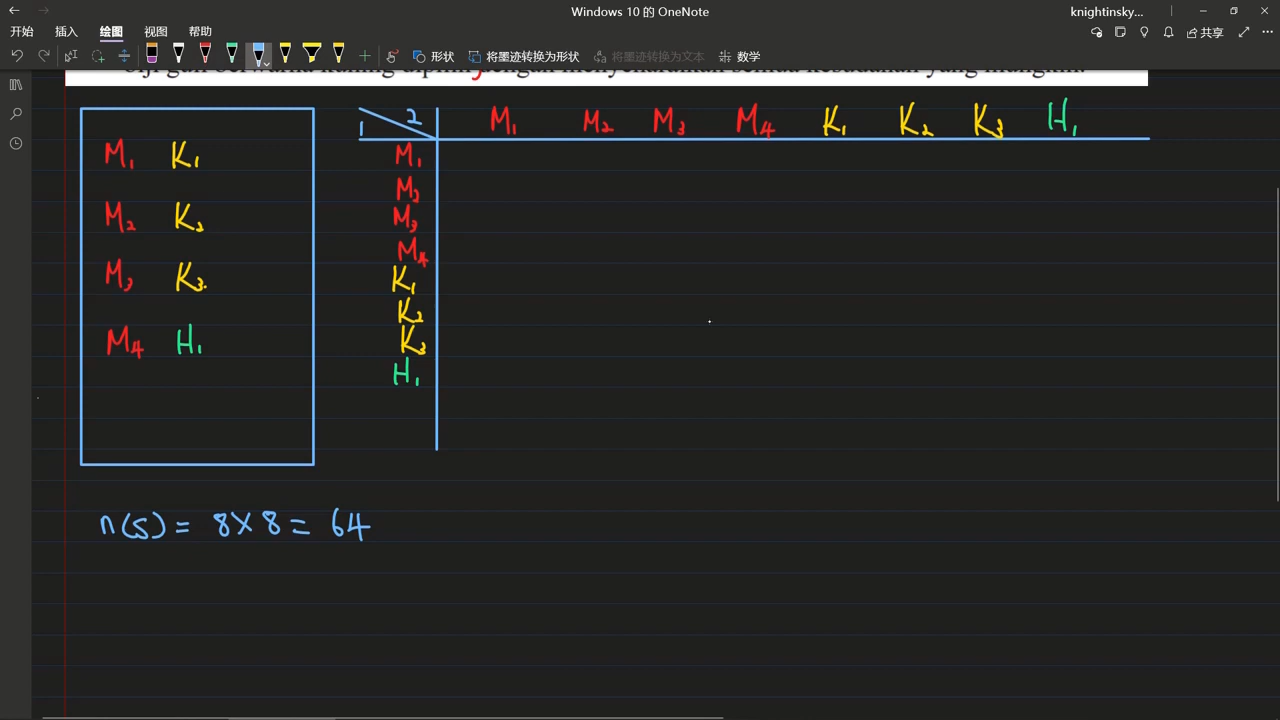 Windows 10 的 OneNote
knightinsky...
开始 插入 绘图 视图 帮助
形状 将墨迹转换为形状 将墨迹转换为文本 数学
共享
1 2 M₁ M₂ M₃ M₄ K₁ K₂ K₃ H₁
M₁ K₁
M₂ K₂
M₃ K₃.
M₄ H₁
M₁
M₂
M₃
M₄
K₁
K₂
K₃
H₁
n(S) = 8 × 8 = 64